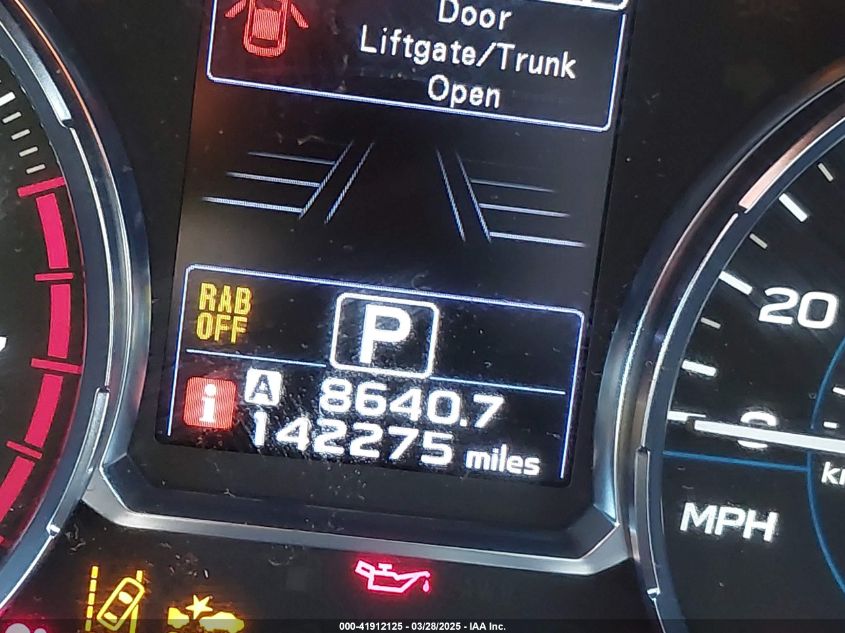 Door
Liftgate/Trunk
Open
RAB
OFF
P
i A 8640.7
142275 miles
20
0
MPH
000-41912125 - 03/28/2025 - IAA Inc.